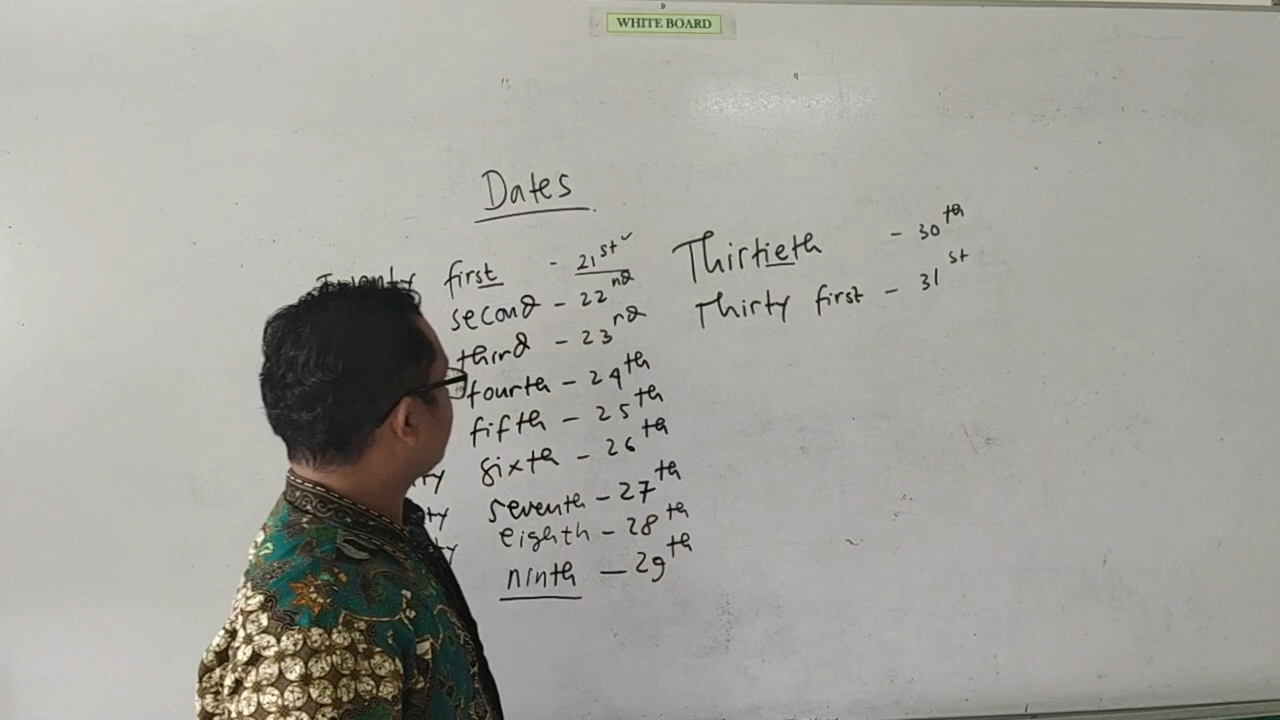 WHITE BOARD
Dates
Twenty first - 21st
second - 22nd
third - 23rd
fourth - 24th
fifth - 25th
sixth - 26th
seventh - 27th
eighth - 28th
ninth - 29th
Thirtieth - 30th
Thirty first - 31st